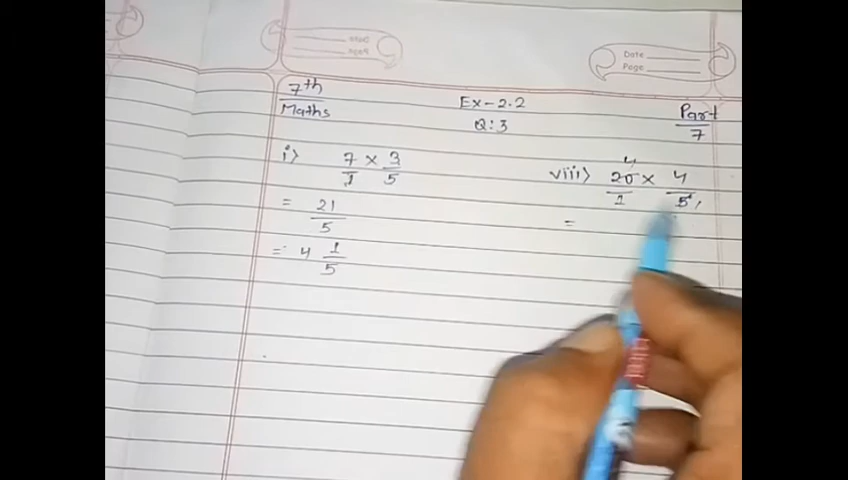 Date
Page
7th
Maths
Ex-2.2
Q:3
Part
7
i) 7/1 × 3/5
= 21/5
= 4 1/5
viii) 4
20/1 × 4/5 1
=